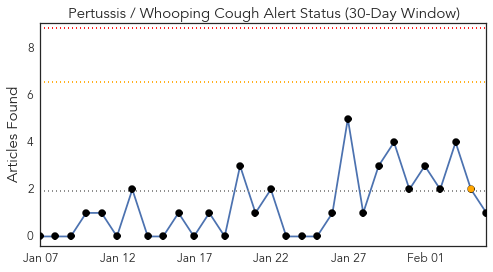 Pertussis / Whooping Cough Alert Status (30-Day Window)
Articles Found
8
6
4
2
0
Jan 07 Jan 12 Jan 17 Jan 22 Jan 27 Feb 01